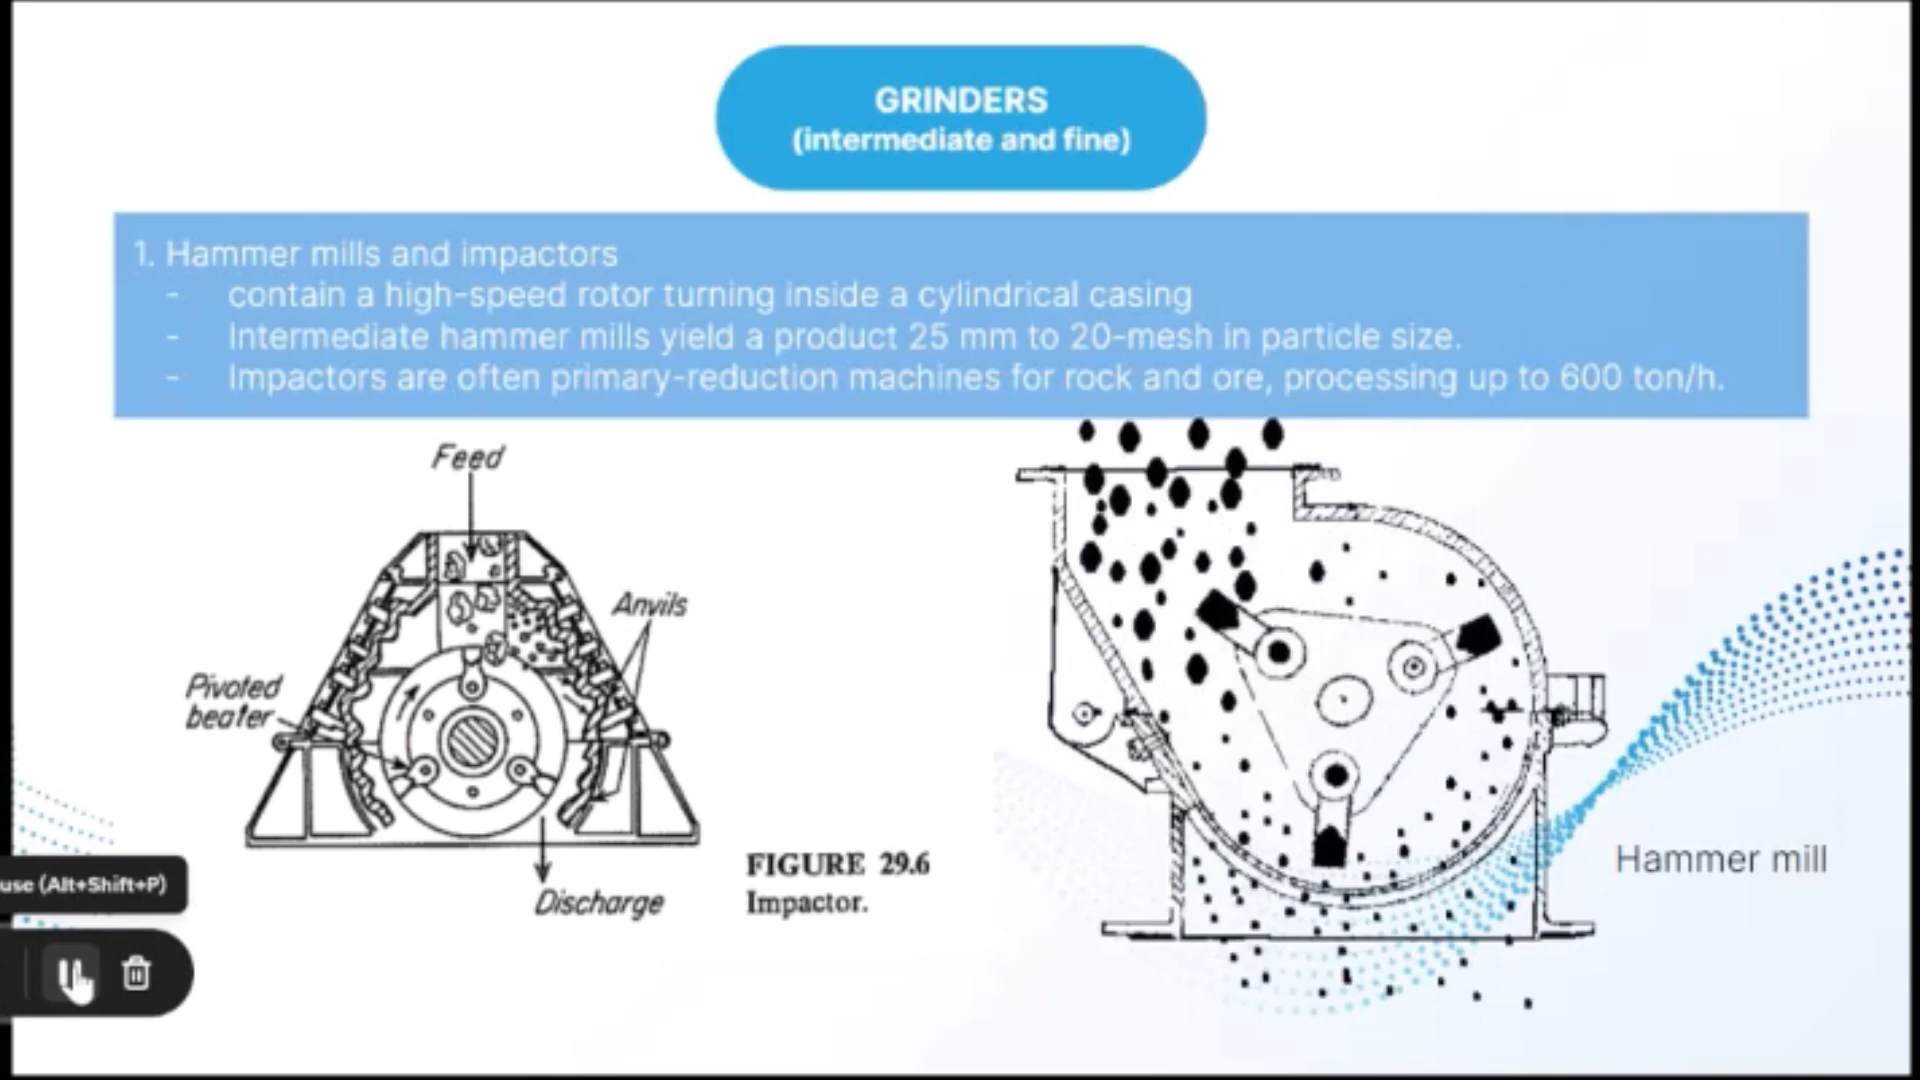 GRINDERS
(intermediate and fine)
1. Hammer mills and impactors
- contain a high-speed rotor turning inside a cylindrical casing
- Intermediate hammer mills yield a product 25 mm to 20-mesh in particle size.
- Impactors are often primary-reduction machines for rock and ore, processing up to 600 ton/h.
Feed
Anvils
Pivoted
beater
Discharge
FIGURE 29.6
Impactor.
Hammer mill
use (Alt+Shift+P)